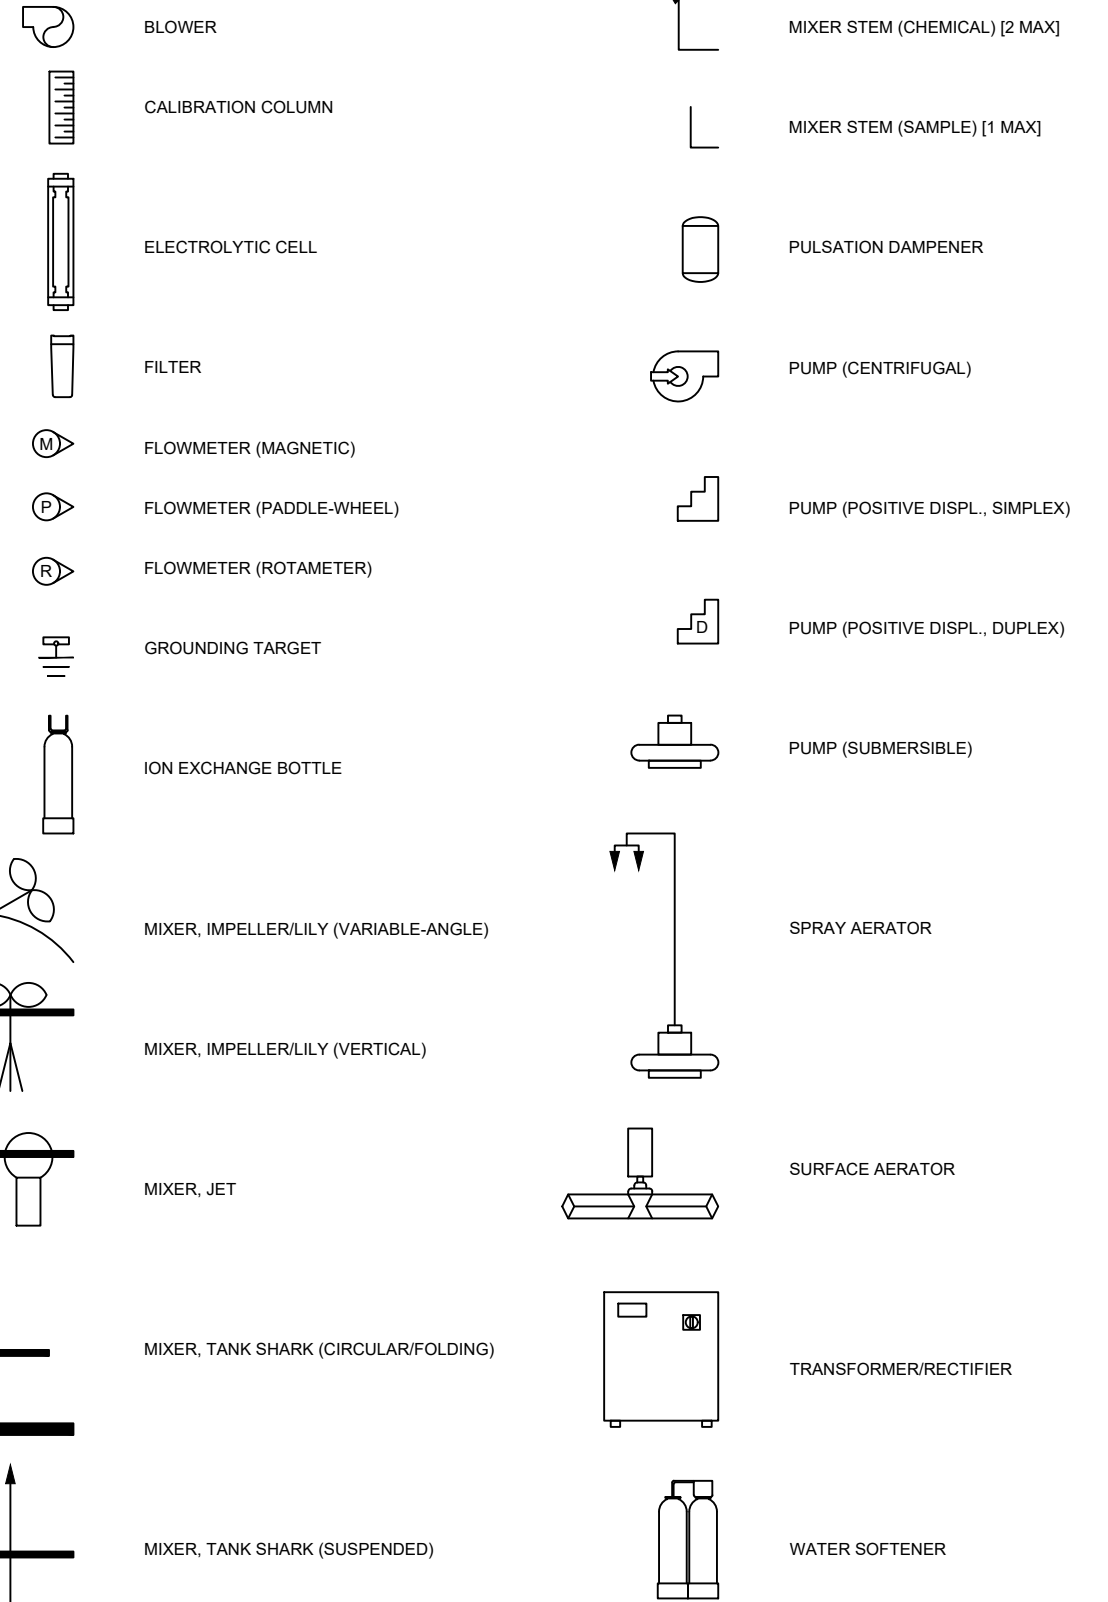 BLOWER
CALIBRATION COLUMN
ELECTROLYTIC CELL
FILTER
M
FLOWMETER (MAGNETIC)
P
FLOWMETER (PADDLE-WHEEL)
R
FLOWMETER (ROTAMETER)
GROUNDING TARGET
ION EXCHANGE BOTTLE
MIXER, IMPELLER/LILY (VARIABLE-ANGLE)
MIXER, IMPELLER/LILY (VERTICAL)
MIXER, JET
MIXER, TANK SHARK (CIRCULAR/FOLDING)
MIXER, TANK SHARK (SUSPENDED)
MIXER STEM (CHEMICAL) [2 MAX]
MIXER STEM (SAMPLE) [1 MAX]
PULSATION DAMPENER
PUMP (CENTRIFUGAL)
PUMP (POSITIVE DISPL., SIMPLEX)
D
PUMP (POSITIVE DISPL., DUPLEX)
PUMP (SUBMERSIBLE)
SPRAY AERATOR
SURFACE AERATOR
TRANSFORMER/RECTIFIER
WATER SOFTENER